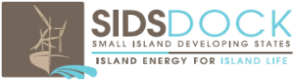 SIDSDOCK
SMALL ISLAND DEVELOPING STATES
ISLAND ENERGY FOR ISLAND LIFE